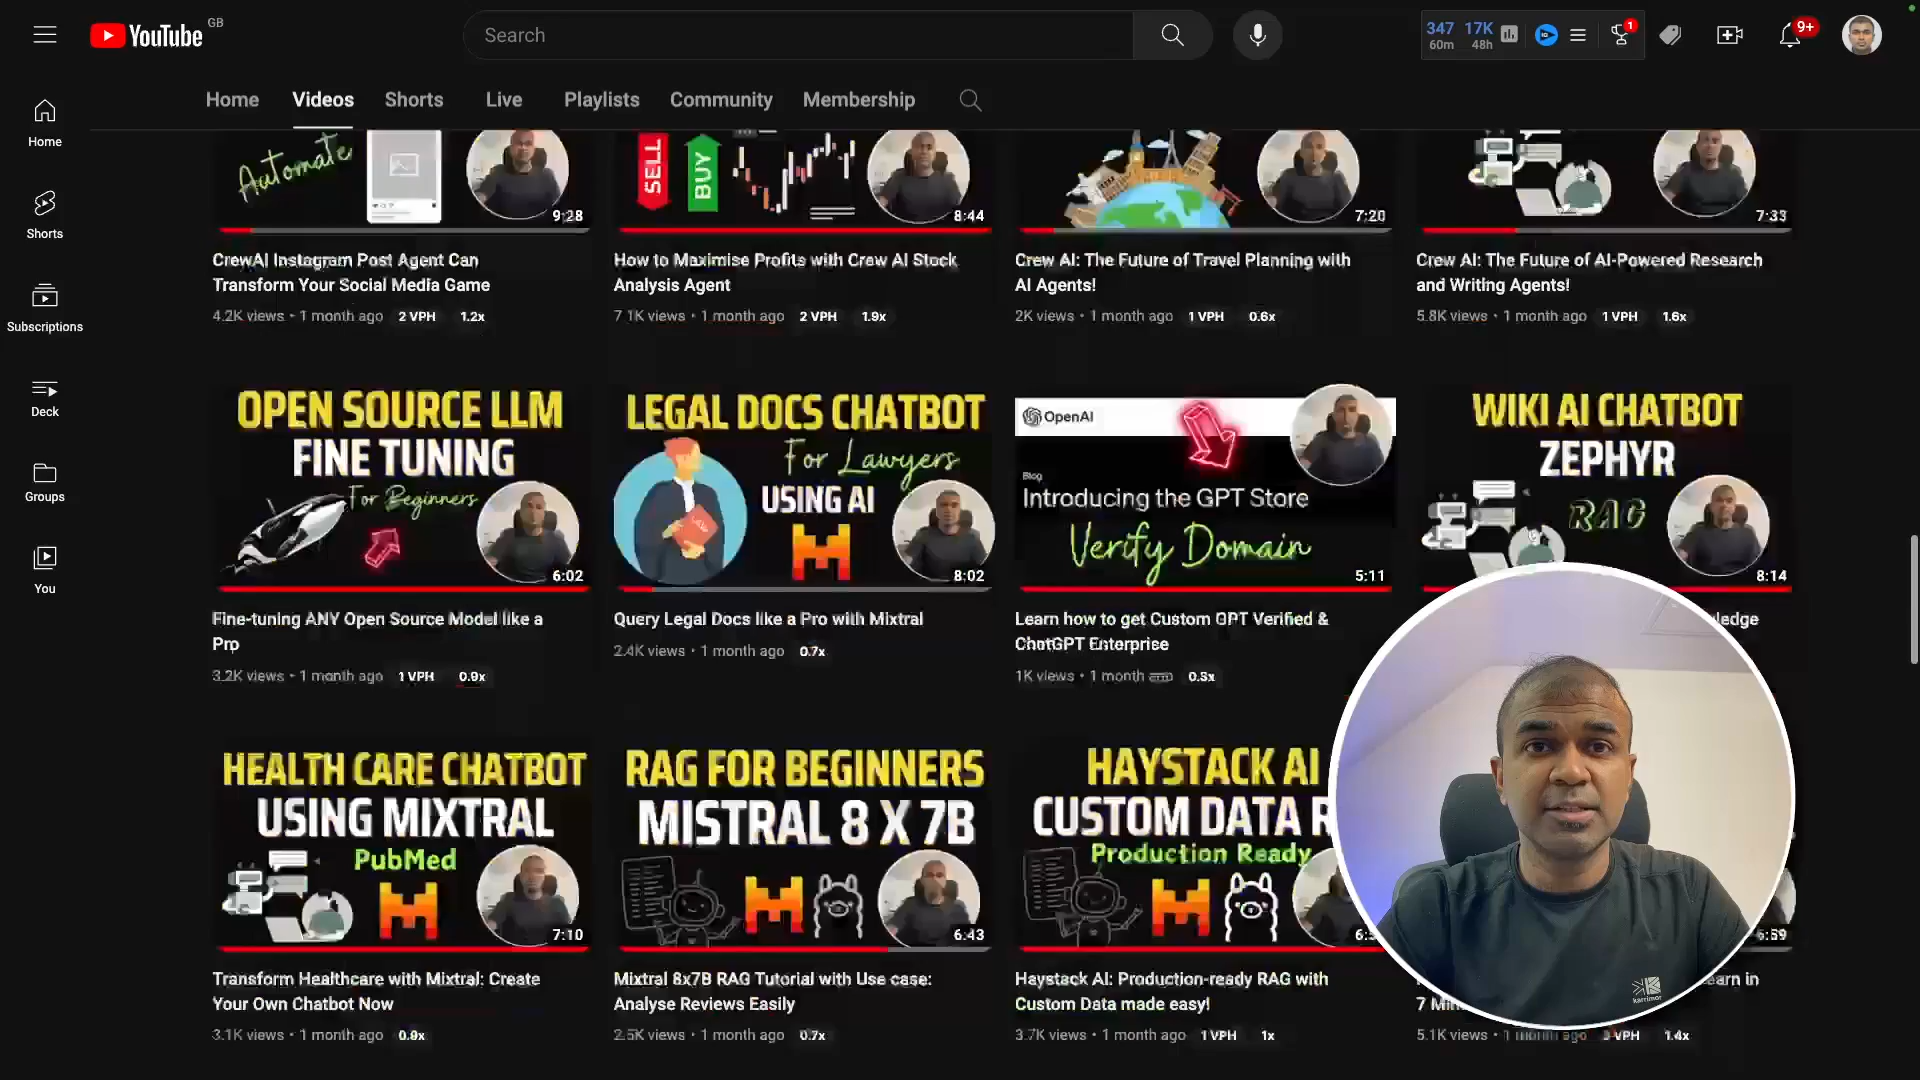 YouTube
GB
Search
347
17K
60m
48h
1
9+
Home
Videos
Shorts
Live
Playlists
Community
Membership
Home
Shorts
Subscriptions
Deck
Groups
You
Automate
9:28
SELL
BUY
8:44
7:20
7:33
CrewAI Instagram Post Agent Can
Transform Your Social Media Game
4.2K views • 1 month ago 2 VPH 1.2x
How to Maximise Profits with Crew AI Stock
Analysis Agent
7.1K views • 1 month ago 2 VPH 1.9x
Crew AI: The Future of Travel Planning with
AI Agents!
2K views • 1 month ago 1 VPH 0.6x
Crew AI: The Future of AI-Powered Research
and Writing Agents!
5.8K views • 1 month ago 1 VPH 1.6x
OPEN SOURCE LLM
FINE TUNING
For Beginners
6:02
LEGAL DOCS CHATBOT
For Lawyers
USING AI
8:02
OpenAI
Blog
Introducing the GPT Store
Verify Domain
5:11
WIKI AI CHATBOT
ZEPHYR
RAG
8:14
Fine-tuning ANY Open Source Model like a
Pro
3.2K views • 1 month ago 1 VPH 0.9x
Query Legal Docs like a Pro with Mixtral
2.4K views • 1 month ago 0.7x
Learn how to get Custom GPT Verified &
ChatGPT Enterprise
1K views • 1 month
HEALTH CARE CHATBOT
USING MIXTRAL
PubMed
7:10
RAG FOR BEGINNERS
MISTRAL 8 X 7B
6:43
HAYSTACK AI
CUSTOM DATA R
Production Ready
6:59
karrimor
Transform Healthcare with Mixtral: Create
Your Own Chatbot Now
3.1K views • 1 month ago
Mixtral 8x7B RAG Tutorial with Use case:
Analyse Reviews Easily
2.5K views • 1 month ago 0.7x
Haystack AI: Production-ready RAG with
Custom Data made easy!
3.7K views • 1 month ago 1 VPH 1x
earn in
5.1K views • 1 month ago VPH 1.4x